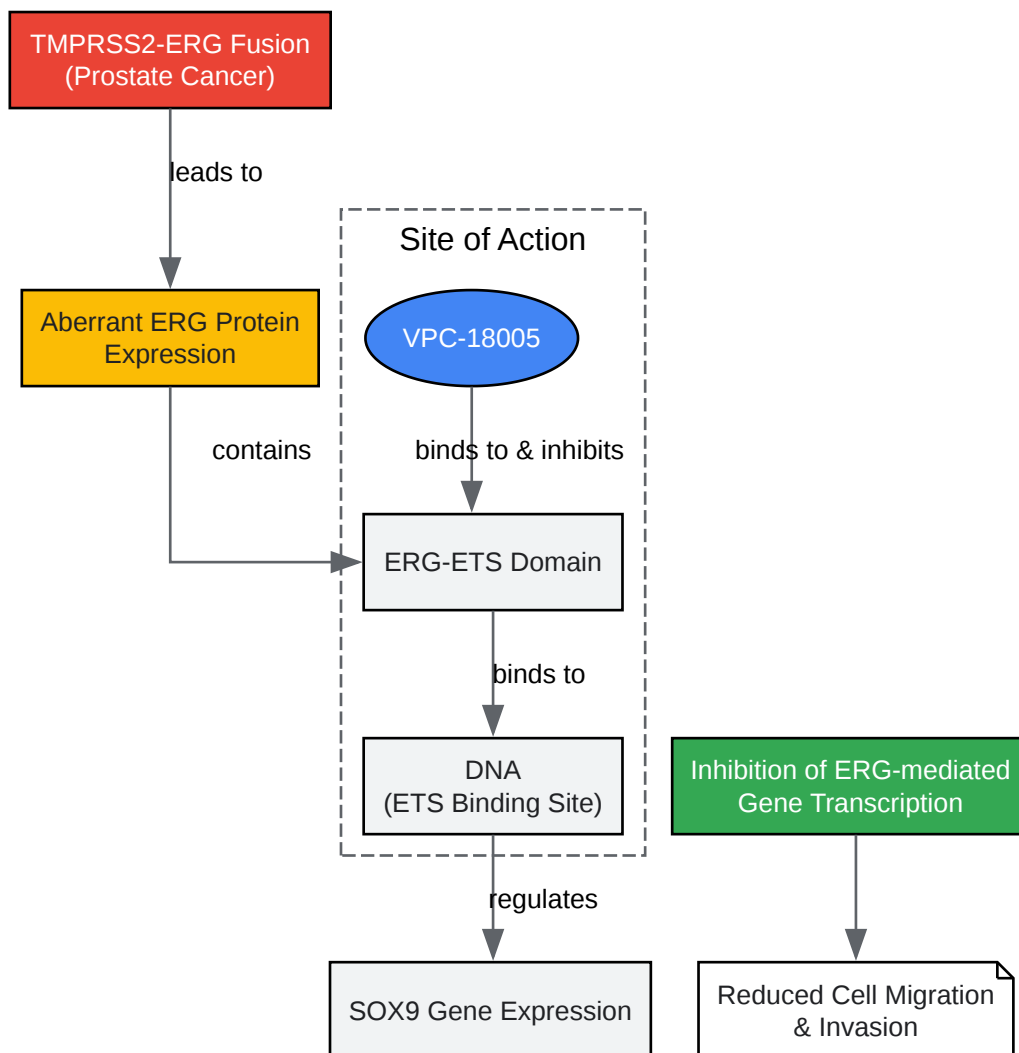 TMPRSS2-ERG Fusion
(Prostate Cancer)
leads to
Site of Action
Aberrant ERG Protein
Expression
VPC-18005
contains
binds to & inhibits
ERG-ETS Domain
binds to
DNA
(ETS Binding Site)
Inhibition of ERG-mediated
Gene Transcription
regulates
SOX9 Gene Expression
Reduced Cell Migration
& Invasion